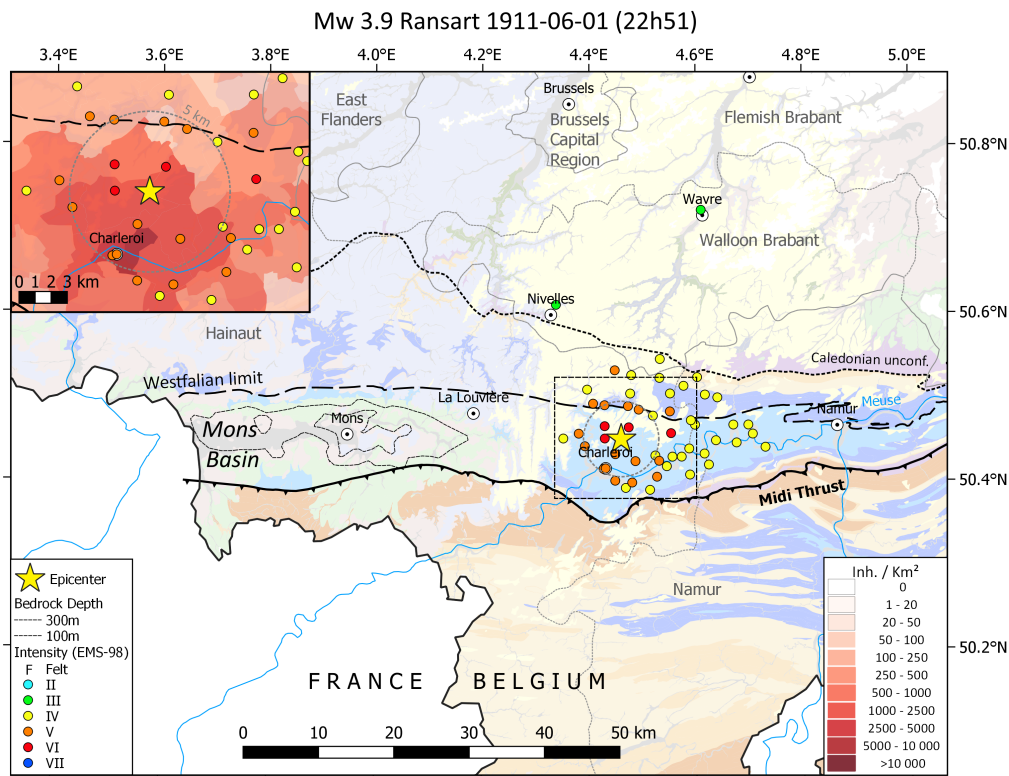 Mw 3.9 Ransart 1911-06-01 (22h51)
3.4°
3.6°
3.8°
4.0°
4.2°
4.4°
4.6°
4.8°
5.0°
5 km
Charleroi
0 1 2 3 km
East
Flanders
Brussels
Brussels
Capital
Region
Flemish Brabant
50.8°N
Wavre
Walloon Brabant
Nivelles
50.6°N
Hainaut
Caledonian unconf.
Westfalian limit
La Louvière
Meuse
Namur
Mons
Mons
Basin
Charleroi
50.4°N
Midi Thrust
Namur
50.2°N
FRANCE
BELGIUM
0 10 20 30 40 50 km
Epicenter
Bedrock Depth
300m
100m
Intensity (EMS-98)
F Felt
II
III
IV
V
VI
VII
Inh. / Km²
0
1 - 20
20 - 50
50 - 100
100 - 250
250 - 500
500 - 1000
1000 - 2500
2500 - 5000
5000 - 10 000
>10 000